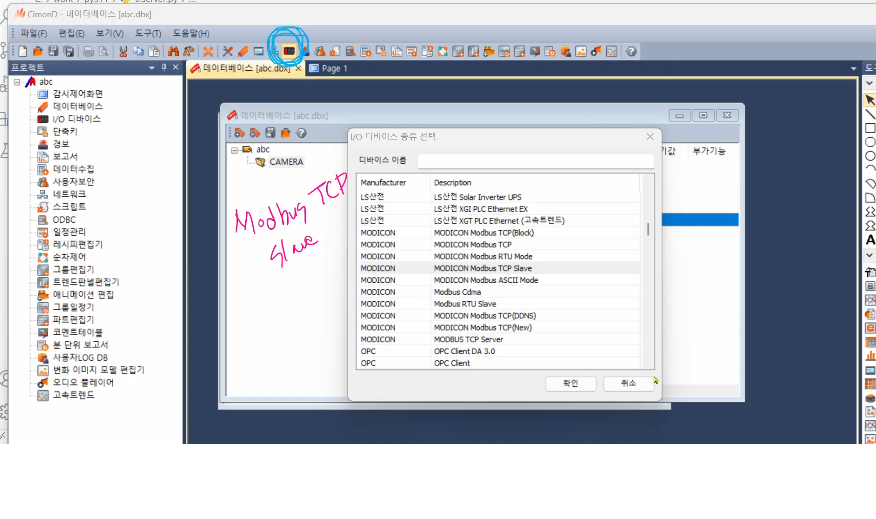 CimonD - [데이터베이스 [abc.dbx]]
파일(F) 편집(E) 보기(V) 도구(T) 도움말(H)
프로젝트
데이터베이스 [abc.dbx]
Page 1
abc
감시제어화면
데이터베이스
I/O 디바이스
단축키
경보
보고서
데이터수집
사용자보안
네트워크
스크립트
ODBC
일정관리
레시피편집기
순차제어
그룹편집기
트렌드판넬편집기
애니메이션 편집
그룹일정기
파트편집기
코멘트테이블
분 단위 보고서
사용자LOG DB
변화 이미지 모델 편집기
오디오 플레이어
고속트렌드
데이터베이스 [abc.dbx]
abc
CAMERA
기값 부가기능
Modbus TCP
Slave
I/O 디바이스 종류 선택
디바이스 이름
Manufacturer Description
LS산전 LS산전 Solar Inverter UPS
LS산전 LS산전 XGI PLC Ethernet EX
LS산전 LS산전 XGT PLC Ethernet (고속트렌드)
MODICON MODICON Modbus TCP(Block)
MODICON MODICON Modbus TCP
MODICON MODICON Modbus RTU Mode
MODICON MODICON Modbus TCP Slave
MODICON MODICON Modbus ASCII Mode
MODICON Modbus Cdma
MODICON Modbus RTU Slave
MODICON MODICON Modbus TCP(DDNS)
MODICON MODICON Modbus TCP(New)
MODICON MODBUS TCP Server
OPC OPC Client DA 3.0
OPC OPC Client
확인 취소
도구